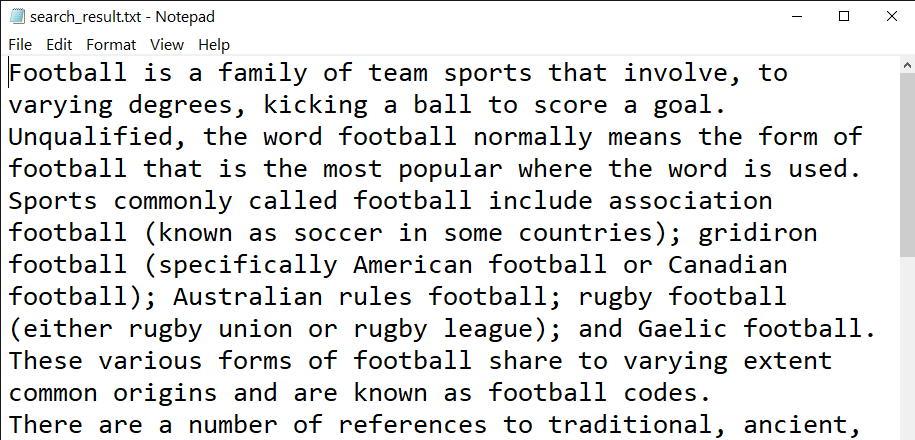 search_result.txt - Notepad
File Edit Format View Help
Football is a family of team sports that involve, to
varying degrees, kicking a ball to score a goal.
Unqualified, the word football normally means the form of
football that is the most popular where the word is used.
Sports commonly called football include association
football (known as soccer in some countries); gridiron
football (specifically American football or Canadian
football); Australian rules football; rugby football
(either rugby union or rugby league); and Gaelic football.
These various forms of football share to varying extent
common origins and are known as football codes.
There are a number of references to traditional, ancient,